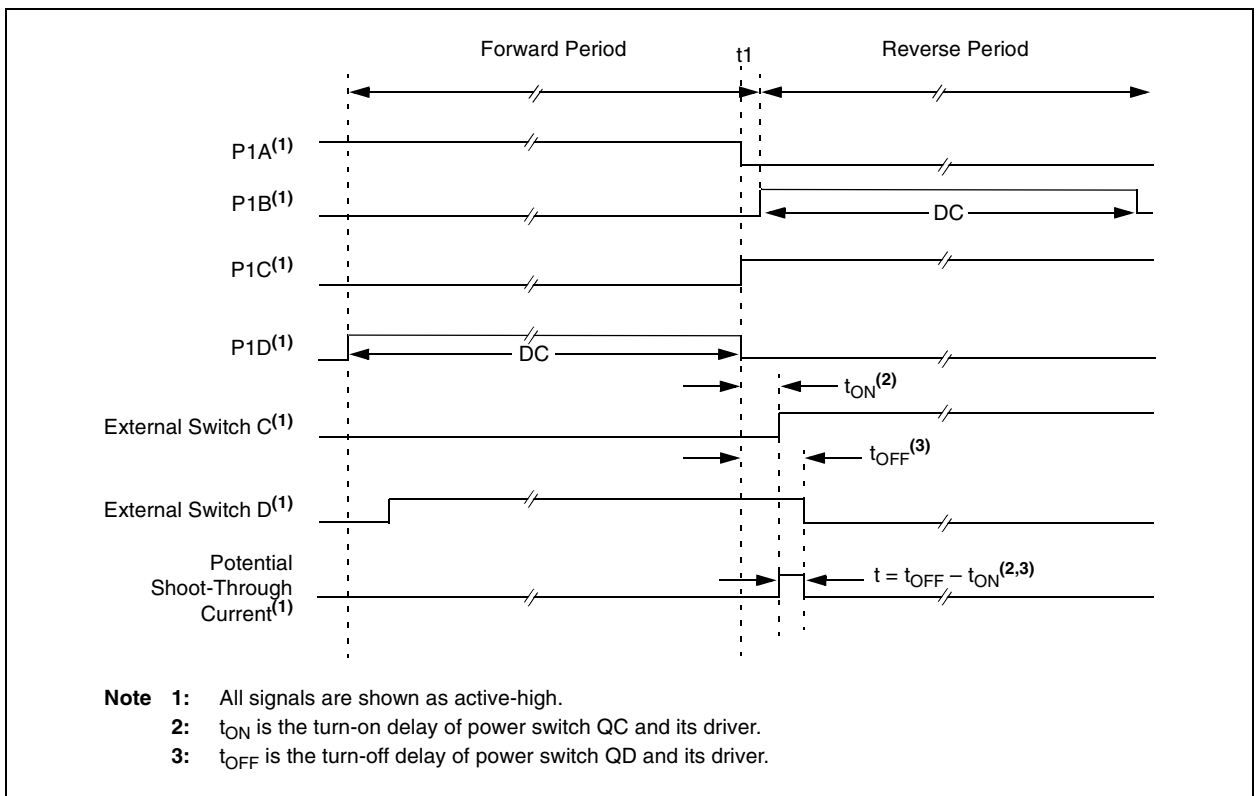 Forward Period
t1
Reverse Period
P1A(1)
P1B(1)
DC
P1C(1)
P1D(1)
DC
tON(2)
External Switch C(1)
tOFF(3)
External Switch D(1)
Potential
Shoot-Through
Current(1)
t = tOFF – tON(2,3)
Note 1: All signals are shown as active-high.
2: tON is the turn-on delay of power switch QC and its driver.
3: tOFF is the turn-off delay of power switch QD and its driver.